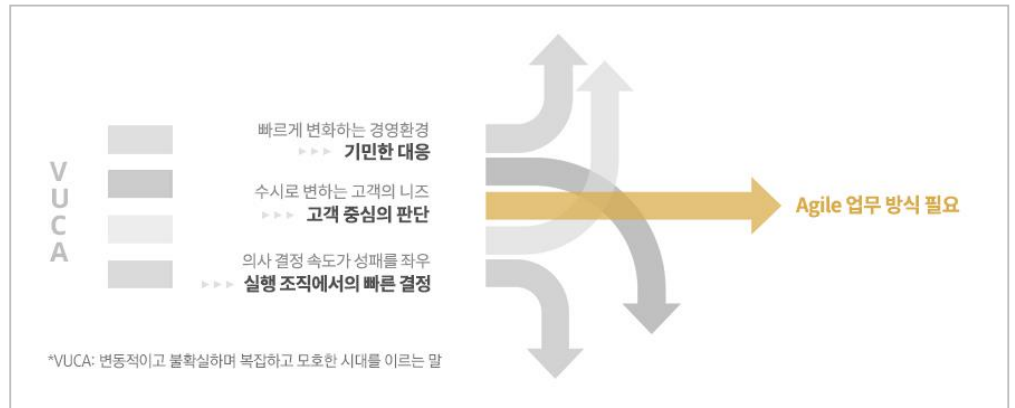 VUCA
빠르게 변화하는 경영환경
▸▸▸ 기민한 대응
수시로 변하는 고객의 니즈
▸▸▸ 고객 중심의 판단
의사 결정 속도가 성패를 좌우
▸▸▸ 실행 조직에서의 빠른 결정
Agile 업무 방식 필요
*VUCA: 변동적이고 불확실하며 복잡하고 모호한 시대를 이르는 말